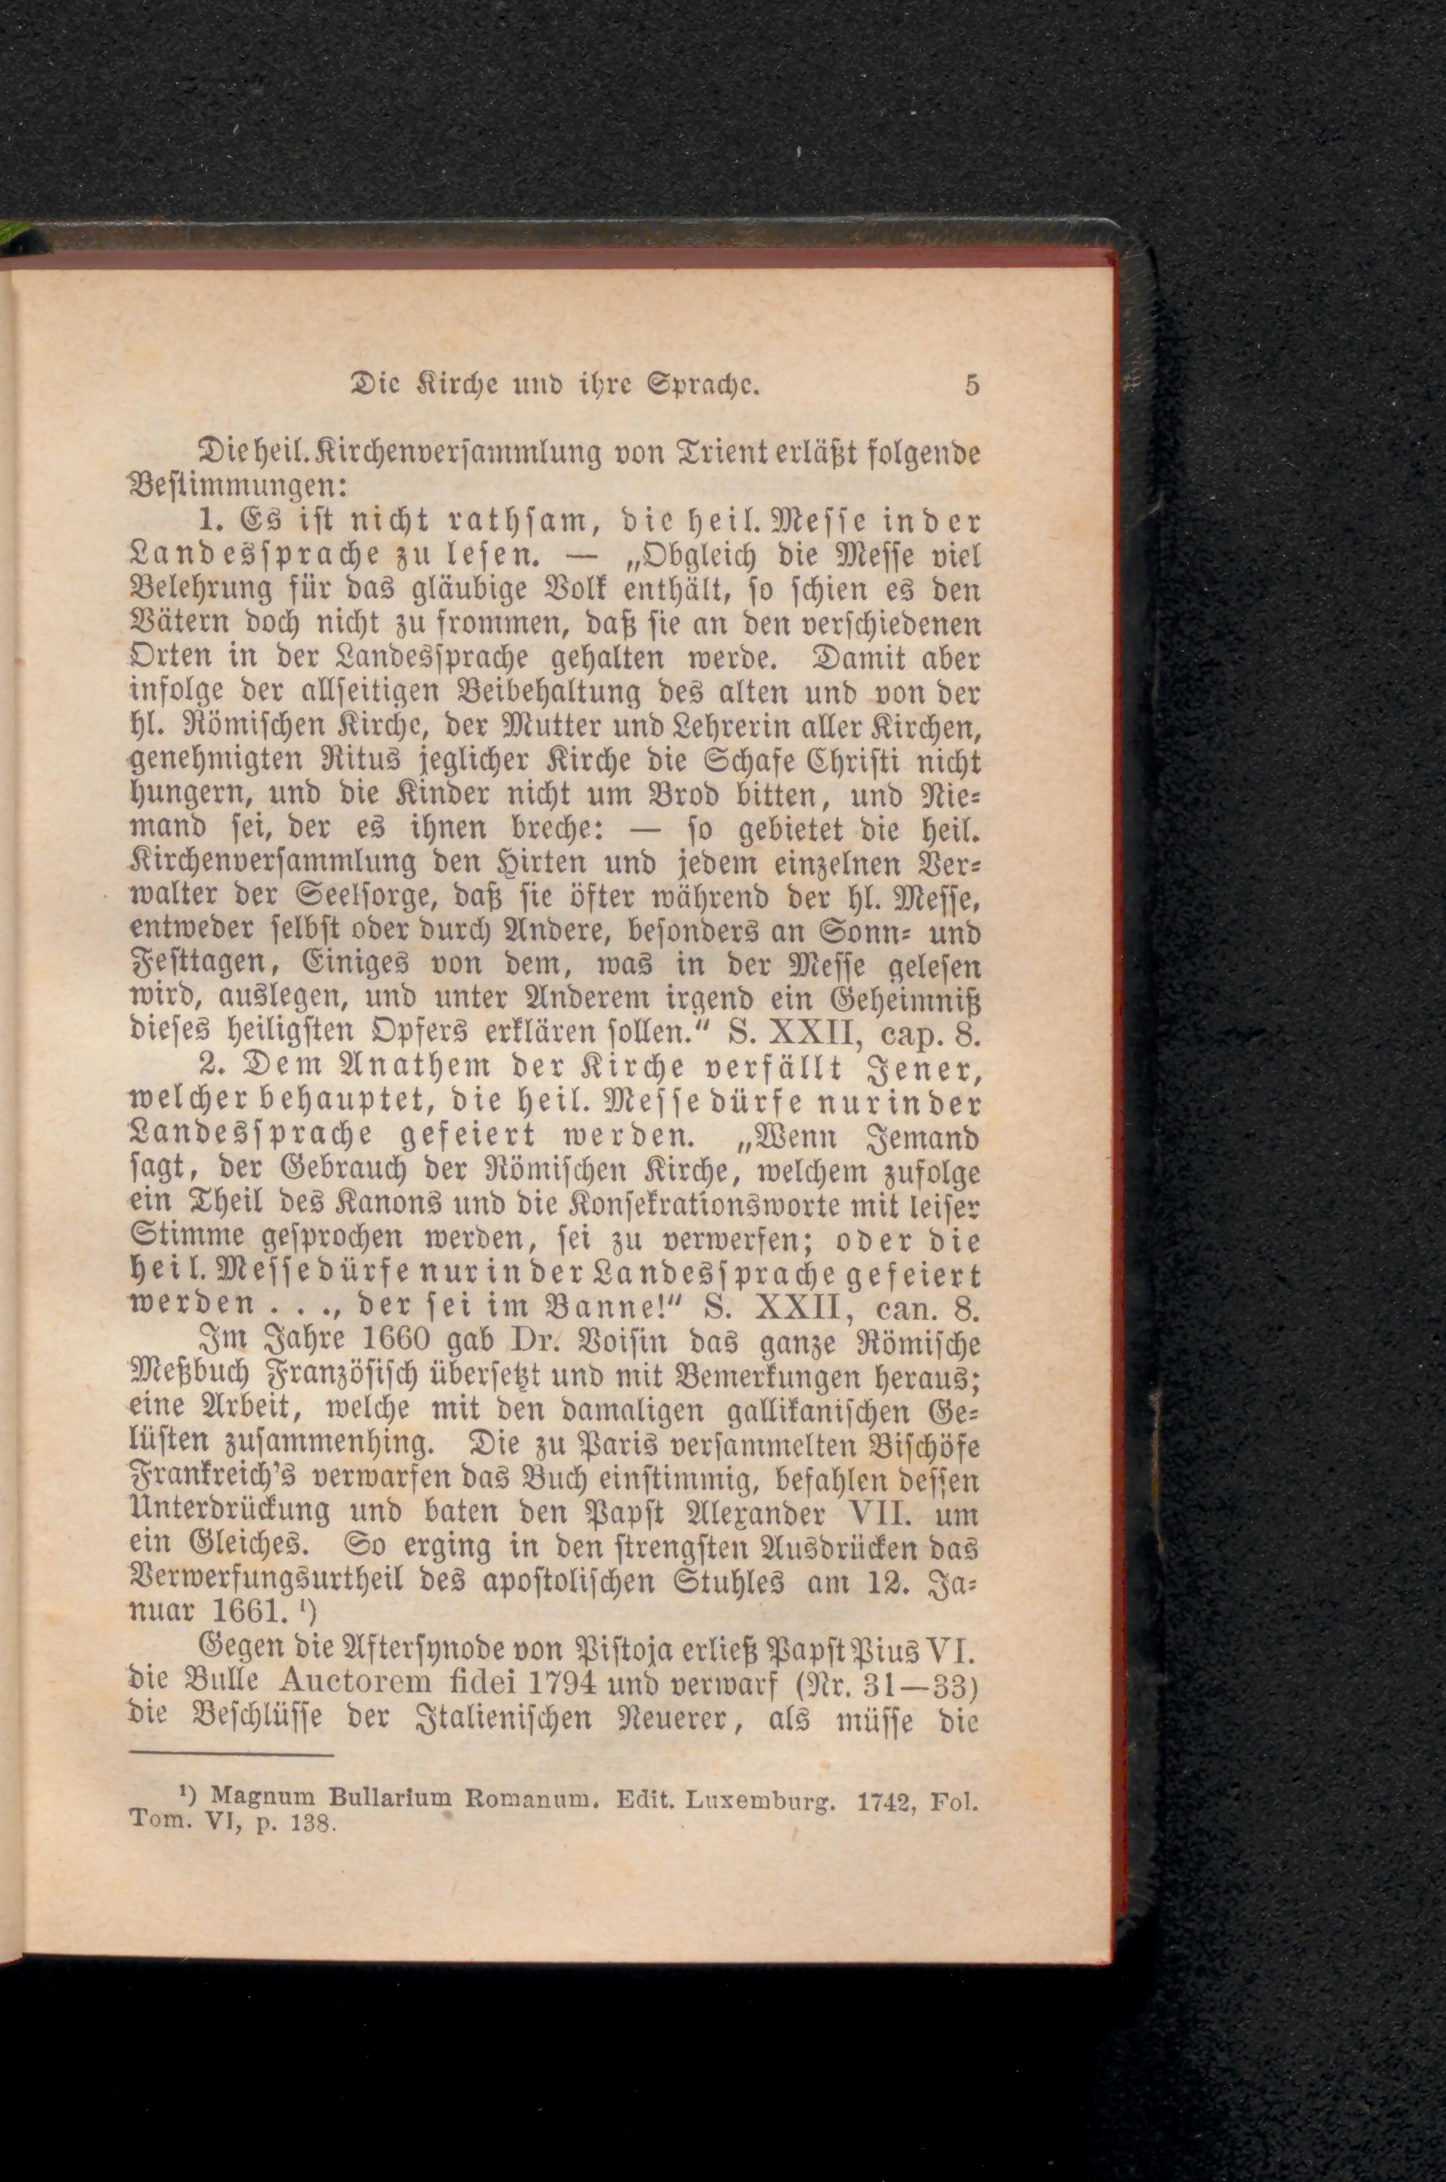 Die Kirche und ihre Sprache. 5
Die heil. Kirchenversammlung von Trient erläßt folgende
Bestimmungen:
1. Es ist nicht rathsam, die heil. Messe in der
Landessprache zu lesen. — „Obgleich die Messe viel
Belehrung für das gläubige Volk enthält, so schien es den
Vätern doch nicht zu frommen, daß sie an den verschiedenen
Orten in der Landessprache gehalten werde. Damit aber
infolge der allseitigen Beibehaltung des alten und von der
hl. Römischen Kirche, der Mutter und Lehrerin aller Kirchen,
genehmigten Ritus jeglicher Kirche die Schafe Christi nicht
hungern, und die Kinder nicht um Brod bitten, und Nie-
mand sei, der es ihnen breche: — so gebietet die heil.
Kirchenversammlung den Hirten und jedem einzelnen Ver-
walter der Seelsorge, daß sie öfter während der hl. Messe,
entweder selbst oder durch Andere, besonders an Sonn- und
Festtagen, Einiges von dem, was in der Messe gelesen
wird, auslegen, und unter Anderem irgend ein Geheimniß
dieses heiligsten Opfers erklären sollen.“ S. XXII, cap. 8.
2. Dem Anathem der Kirche verfällt Jener,
welcher behauptet, die heil. Messe dürfe nur in der
Landessprache gefeiert werden. „Wenn Jemand
sagt, der Gebrauch der Römischen Kirche, welchem zufolge
ein Theil des Kanons und die Konsekrationsworte mit leiser
Stimme gesprochen werden, sei zu verwerfen; oder die
heil. Messe dürfe nur in der Landessprache gefeiert
werden . . ., der sei im Banne!“ S. XXII, can. 8.
Im Jahre 1660 gab Dr. Voisin das ganze Römische
Meßbuch Französisch übersetzt und mit Bemerkungen heraus;
eine Arbeit, welche mit den damaligen gallikanischen Ge-
lüsten zusammenhing. Die zu Paris versammelten Bischöfe
Frankreich's verwarfen das Buch einstimmig, befahlen dessen
Unterdrückung und baten den Papst Alexander VII. um
ein Gleiches. So erging in den strengsten Ausdrücken das
Verwerfungsurtheil des apostolischen Stuhles am 12. Ja-
nuar 1661. ¹)
Gegen die Aftersynode von Pistoja erließ Papst Pius VI.
die Bulle Auctorem fidei 1794 und verwarf (Nr. 31—33)
die Beschlüsse der Italienischen Neuerer, als müsse die
¹) Magnum Bullarium Romanum. Edit. Luxemburg. 1742, Fol.
Tom. VI, p. 138.